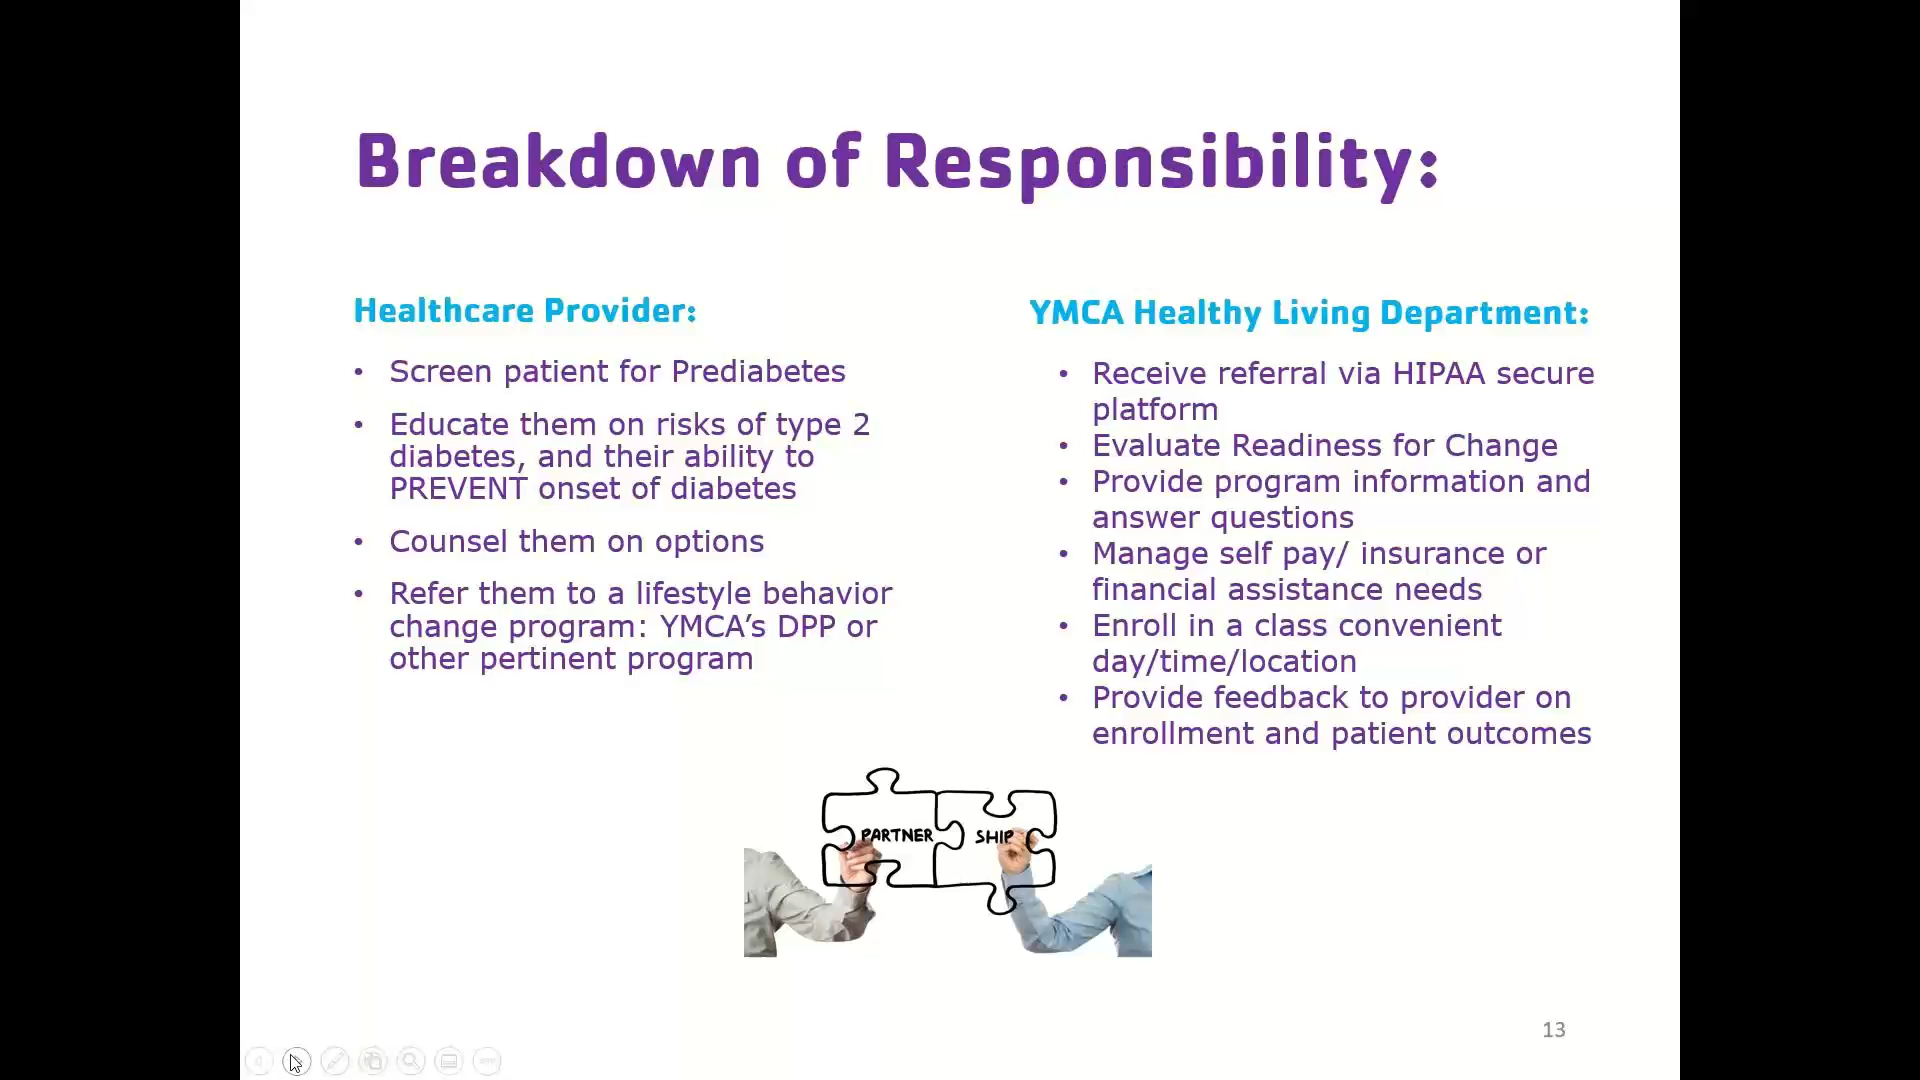 Breakdown of Responsibility:
Healthcare Provider:
• Screen patient for Prediabetes
• Educate them on risks of type 2
diabetes, and their ability to
PREVENT onset of diabetes
• Counsel them on options
• Refer them to a lifestyle behavior
change program: YMCA’s DPP or
other pertinent program
YMCA Healthy Living Department:
• Receive referral via HIPAA secure
platform
• Evaluate Readiness for Change
• Provide program information and
answer questions
• Manage self pay/ insurance or
financial assistance needs
• Enroll in a class convenient
day/time/location
• Provide feedback to provider on
enrollment and patient outcomes
PARTNER SHIP
13